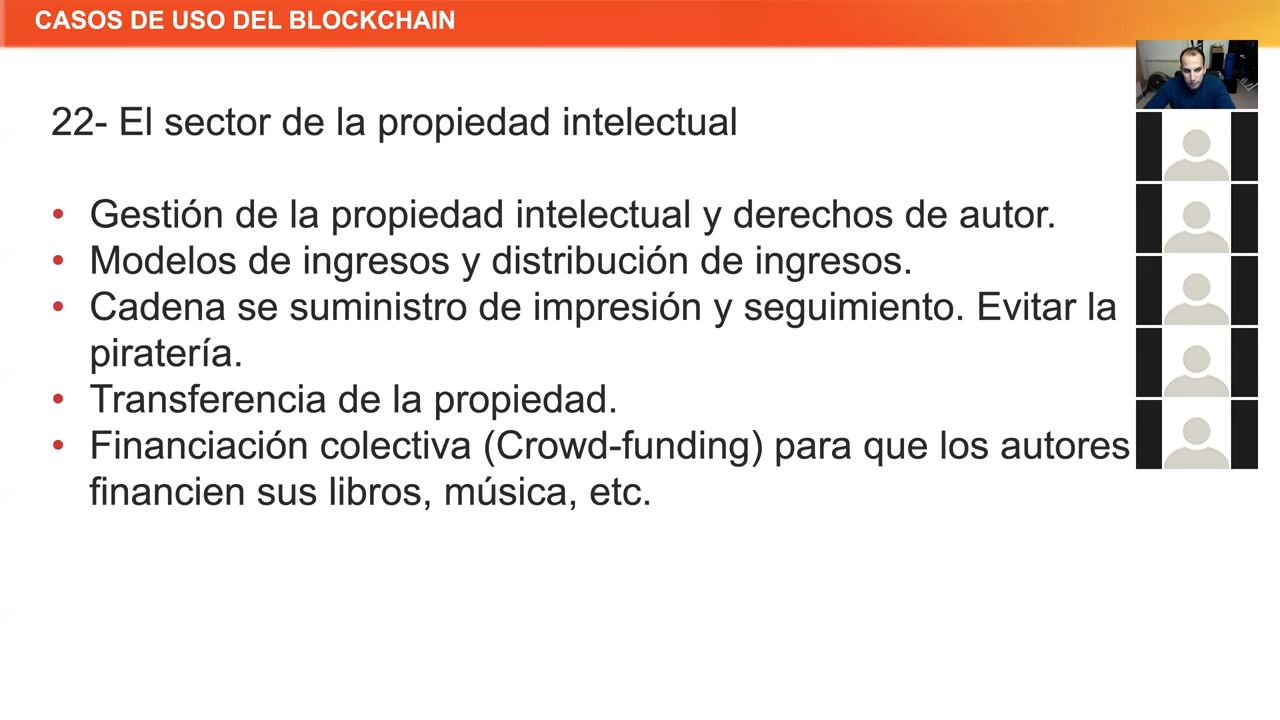 CASOS DE USO DEL BLOCKCHAIN
22- El sector de la propiedad intelectual
• Gestión de la propiedad intelectual y derechos de autor.
• Modelos de ingresos y distribución de ingresos.
• Cadena se suministro de impresión y seguimiento. Evitar la
piratería.
• Transferencia de la propiedad.
• Financiación colectiva (Crowd-funding) para que los autores
financien sus libros, música, etc.